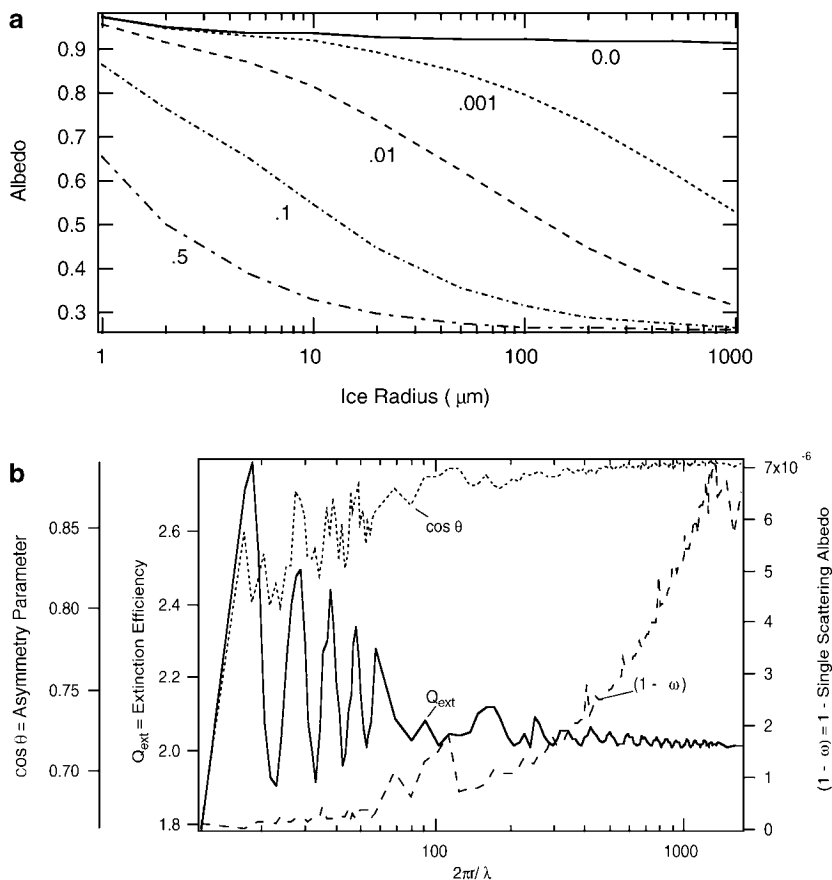 a
Albedo
0.9
0.8
0.7
0.6
0.5
0.4
0.3
0.0
.001
.01
.1
.5
1
10
100
1000
Ice Radius ( μm)
b
cos θ = Asymmetry Parameter
0.85
0.80
0.75
0.70
Q_ext = Extinction Efficiency
2.6
2.4
2.2
2.0
1.8
cos θ
Q_ext
(1 - ω)
7x10⁻⁶
6
5
4
3
2
1
0
(1 - ω) = 1 - Single Scattering Albedo
100
1000
2πr/ λ